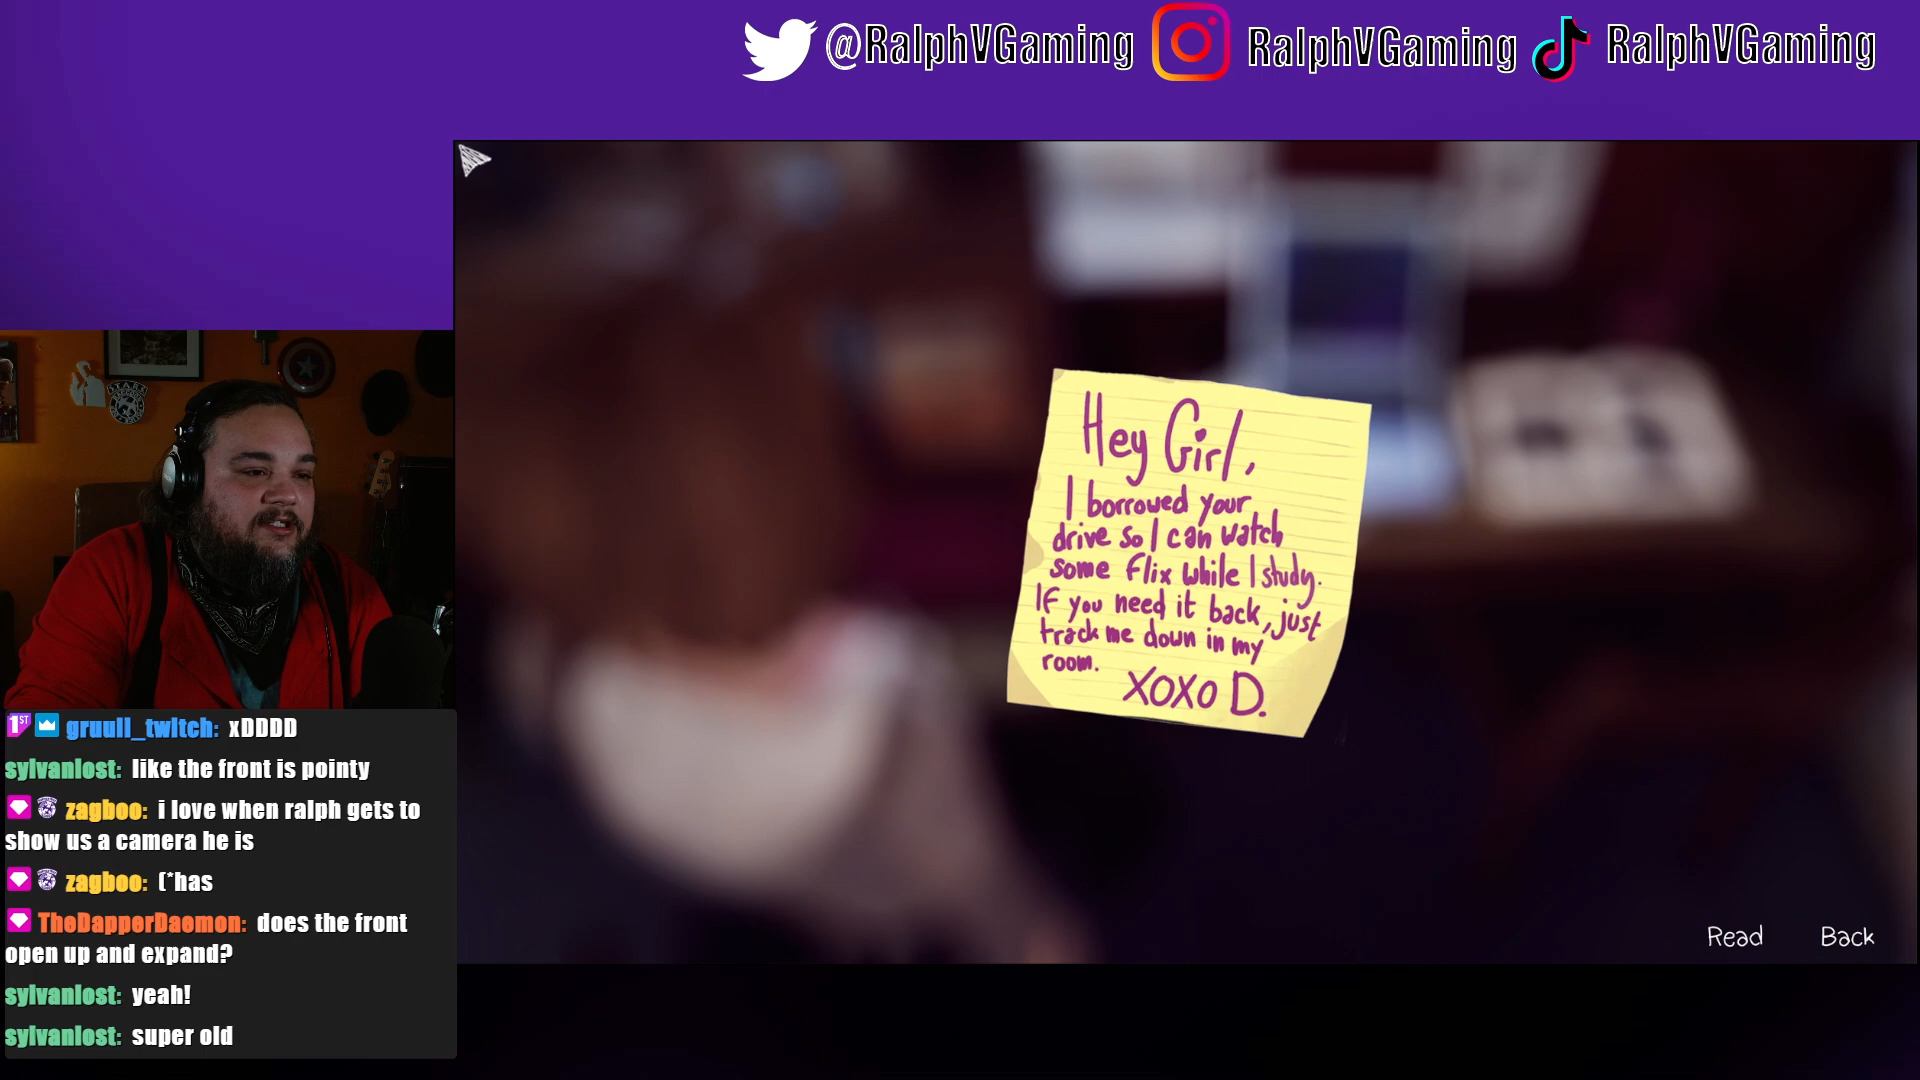 @RalphVGaming
RalphVGaming
RalphVGaming
Hey Girl,
I borrowed your
drive so I can watch
some flix while I study.
If you need it back, just
track me down in my
room.
XOXO D.
Read
Back
STARS
1ST gruull_twitch: xDDDD
sylvanlost: like the front is pointy
zagboo: i love when ralph gets to
show us a camera he is
zagboo: (*has
TheDapperDaemon: does the front
open up and expand?
sylvanlost: yeah!
sylvanlost: super old